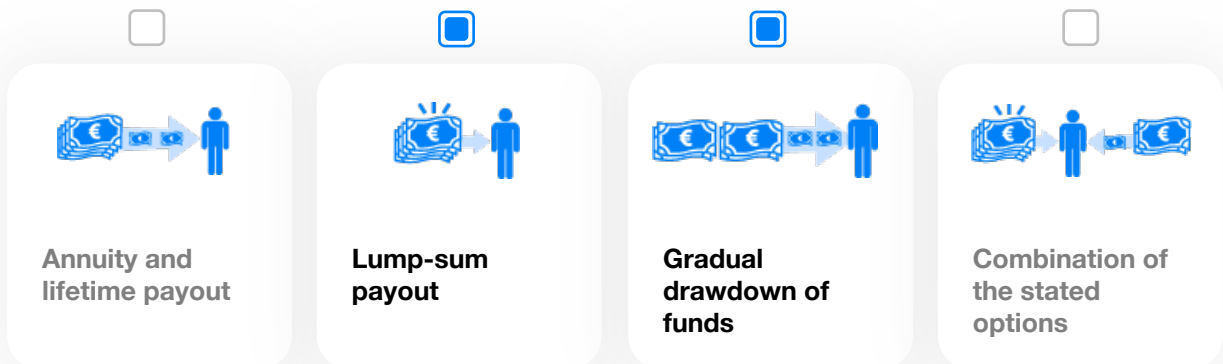 Annuity and
lifetime payout
Lump-sum
payout
Gradual
drawdown of
funds
Combination of
the stated
options